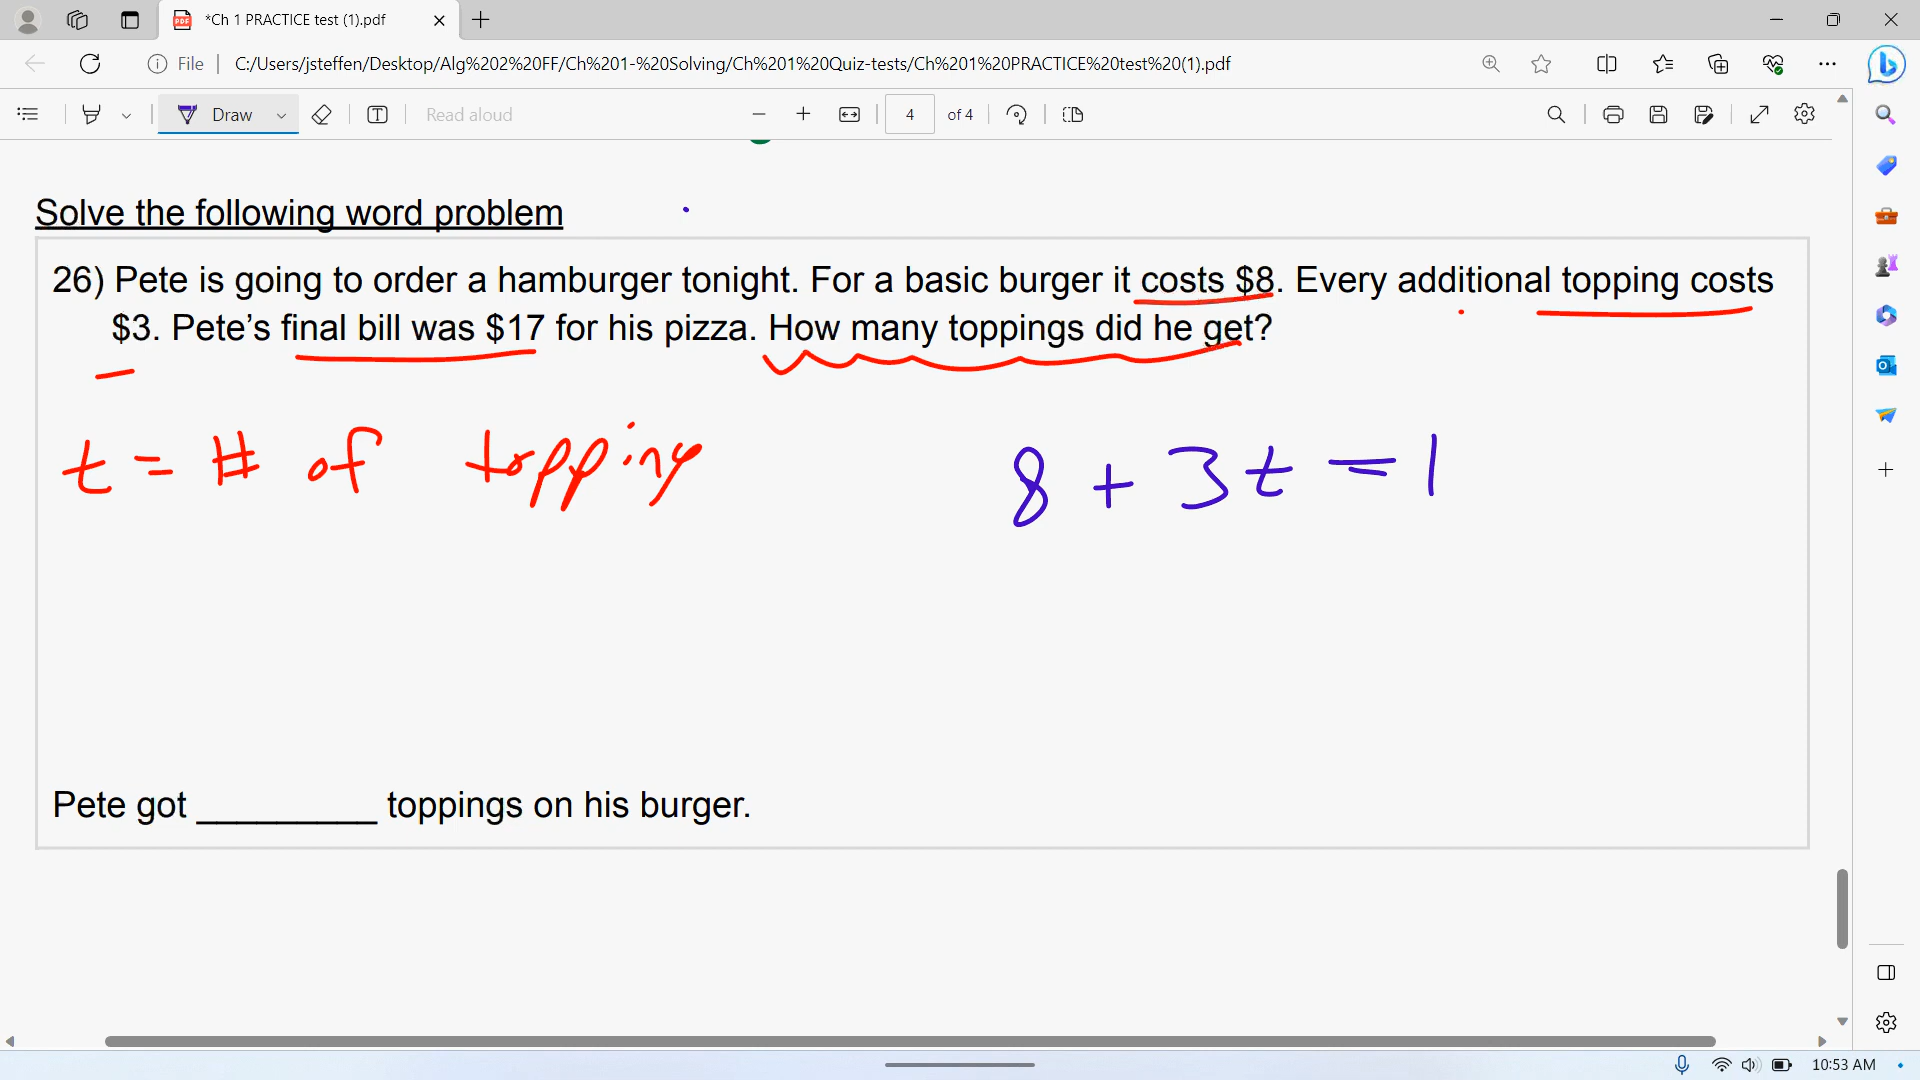 *Ch 1 PRACTICE test (1).pdf
File
C:/Users/jsteffen/Desktop/Alg%202%20FF/Ch%201-%20Solving/Ch%201%20Quiz-tests/Ch%201%20PRACTICE%20test%20(1).pdf
Draw
Read aloud
4 of 4
Solve the following word problem
26) Pete is going to order a hamburger tonight. For a basic burger it costs $8. Every additional topping costs
$3. Pete's final bill was $17 for his pizza. How many toppings did he get?
t = # of topping
8 + 3t = 1
Pete got _________ toppings on his burger.
10:53 AM